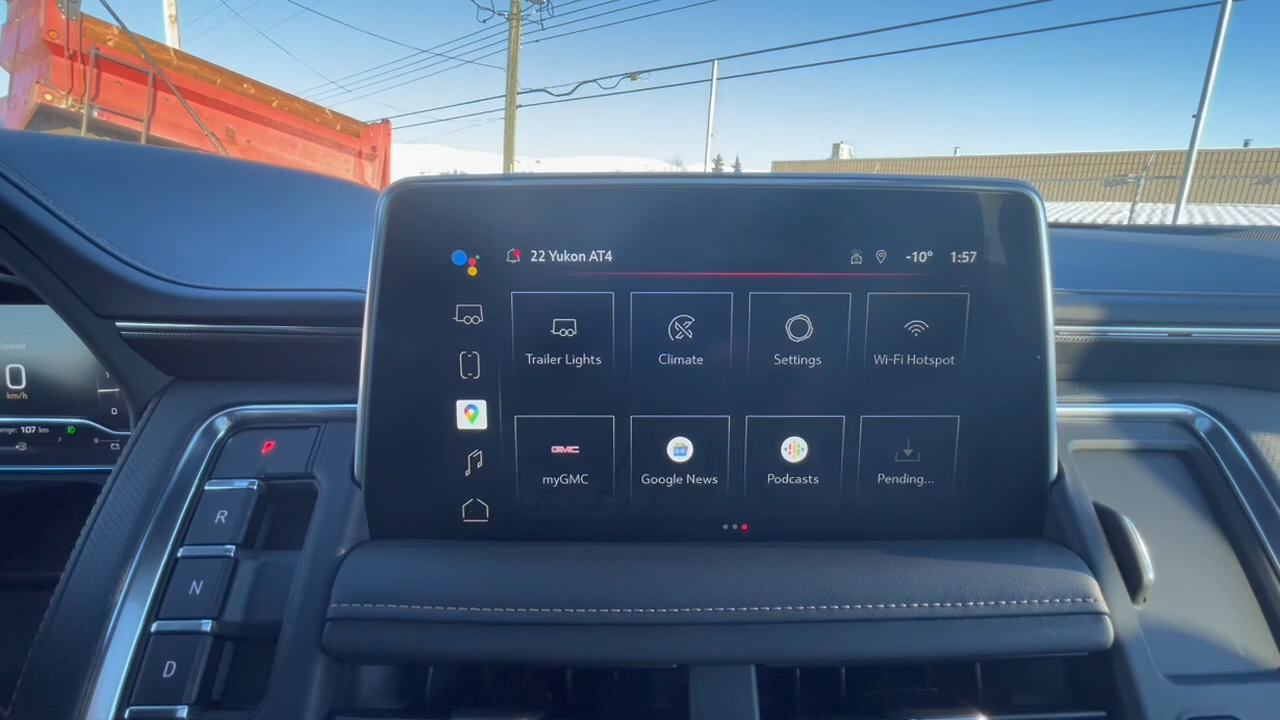 22 Yukon AT4
-10°
1:57
Trailer Lights
Climate
Settings
Wi-Fi Hotspot
GMC
myGMC
Google News
Podcasts
Pending...
0
km/h
107 km
0
P
R
N
D